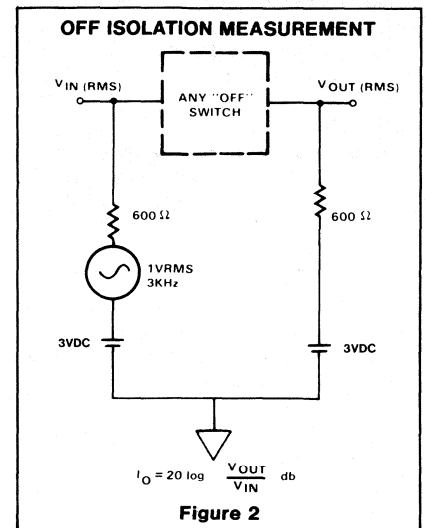 OFF ISOLATION MEASUREMENT
VIN (RMS)
VOUT (RMS)
ANY "OFF"
SWITCH
600 Ω
600 Ω
1VRMS
3KHz
3VDC
3VDC
IO = 20 log VOUT/VIN db
Figure 2